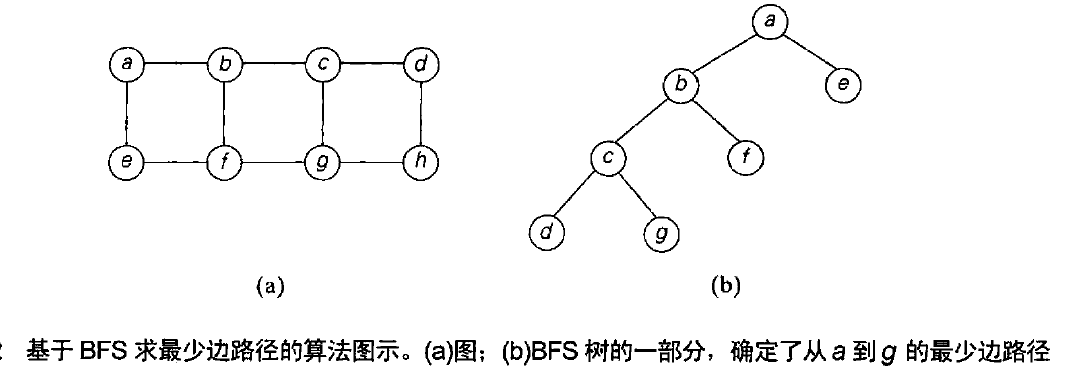 a b c d
e f g h
a
b e
c f
d g
(a) (b)
基于 BFS 求最少边路径的算法图示。(a)图；(b)BFS 树的一部分，确定了从 a 到 g 的最少边路径